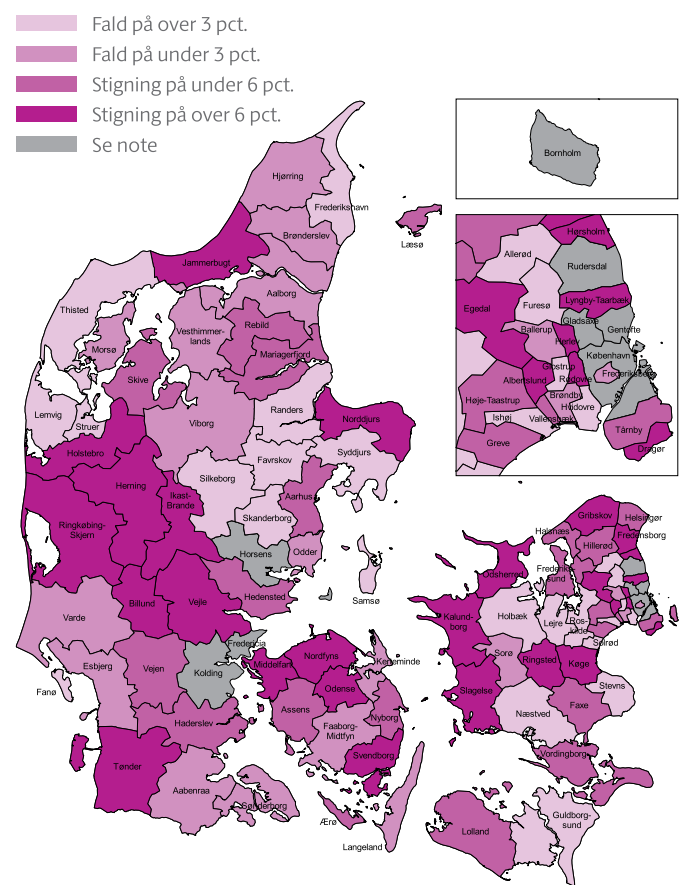 Fald på over 3 pct.
Fald på under 3 pct.
Stigning på under 6 pct.
Stigning på over 6 pct.
Se note
Bornholm
Hjørring
Frederikshavn
Brønderslev
Læsø
Jammerbugt
Aalborg
Thisted
Vesthimmer-
lands
Rebild
Morsø
Mariagerfjord
Skive
Lemvig
Struer
Viborg
Randers
Norddjurs
Holstebro
Favrskov
Syddjurs
Herning
Silkeborg
Ikast-
Brande
Aarhus
Ringkøbing-
Skjern
Skanderborg
Horsens
Odder
Samsø
Hedensted
Billund
Vejle
Varde
Fredericia
Kolding
Vejen
Esbjerg
Fanø
Haderslev
Tønder
Aabenraa
Sønderborg
Middelfart
Nordfyns
Kerteminde
Odense
Assens
Nyborg
Faaborg-
Midtfyn
Svendborg
Ærø
Langeland
Hørsholm
Allerød
Rudersdal
Egedal
Furesø
Lyngby-Taarbæk
Gladsaxe
Gentofte
Ballerup
Herlev
København
Glostrup
Frederiksberg
Albertslund
Rødovre
Høje-Taastrup
Brøndby
Hvidovre
Ishøj
Vallensbæk
Greve
Tårnby
Dragør
Gribskov
Helsingør
Halsnæs
Fredensborg
Hillerød
Frederiks-
sund
Odsherred
Kalund-
borg
Holbæk
Lejre
Ros-
kilde
Solrød
Sorø
Ringsted
Køge
Slagelse
Stevns
Næstved
Faxe
Vordingborg
Lolland
Guldborg-
sund